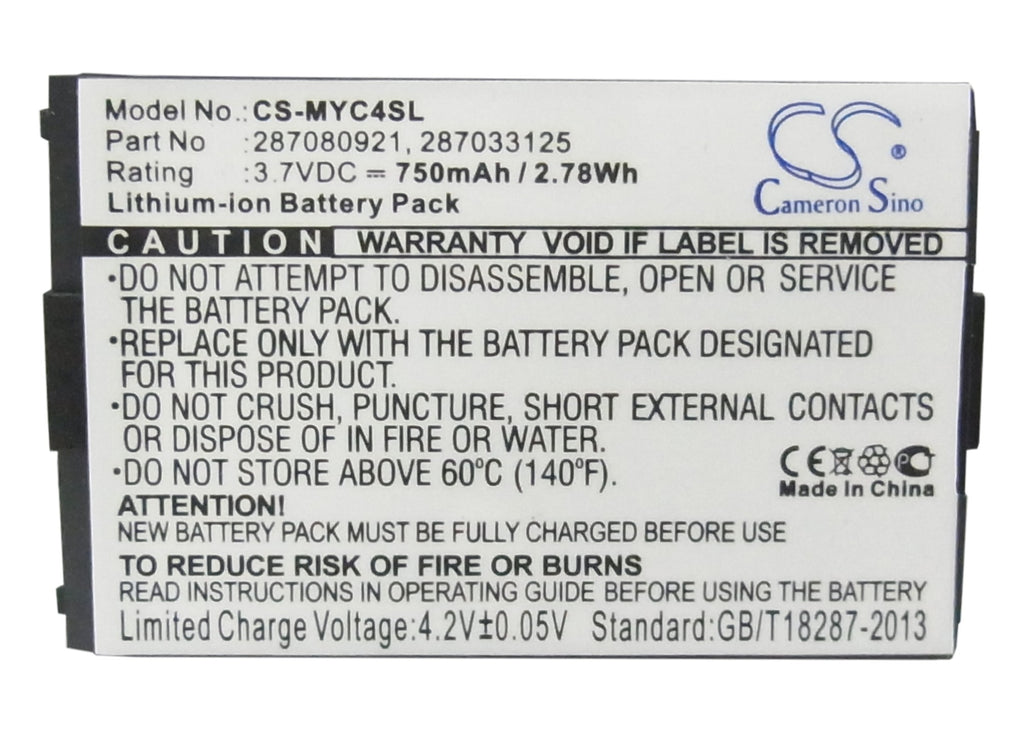 Model No.: CS-MYC4SL
Part No :287080921, 287033125
Rating :3.7VDC ⎓ 750mAh / 2.78Wh
Lithium-ion Battery Pack
CS ®
Cameron Sino
CAUTION WARRANTY VOID IF LABEL IS REMOVED
•DO NOT ATTEMPT TO DISASSEMBLE, OPEN OR SERVICE
THE BATTERY PACK.
•REPLACE ONLY WITH THE BATTERY PACK DESIGNATED
FOR THIS PRODUCT.
•DO NOT CRUSH, PUNCTURE, SHORT EXTERNAL CONTACTS
OR DISPOSE OF IN FIRE OR WATER.
•DO NOT STORE ABOVE 60ºC (140ºF).
CE PC
Made in China
ATTENTION!
NEW BATTERY PACK MUST BE FULLY CHARGED BEFORE USE
TO REDUCE RISK OF FIRE OR BURNS
READ INSTRUCTIONS IN OPERATING GUIDE BEFORE USING THE BATTERY
Limited Charge Voltage:4.2V±0.05V Standard:GB/T18287-2013